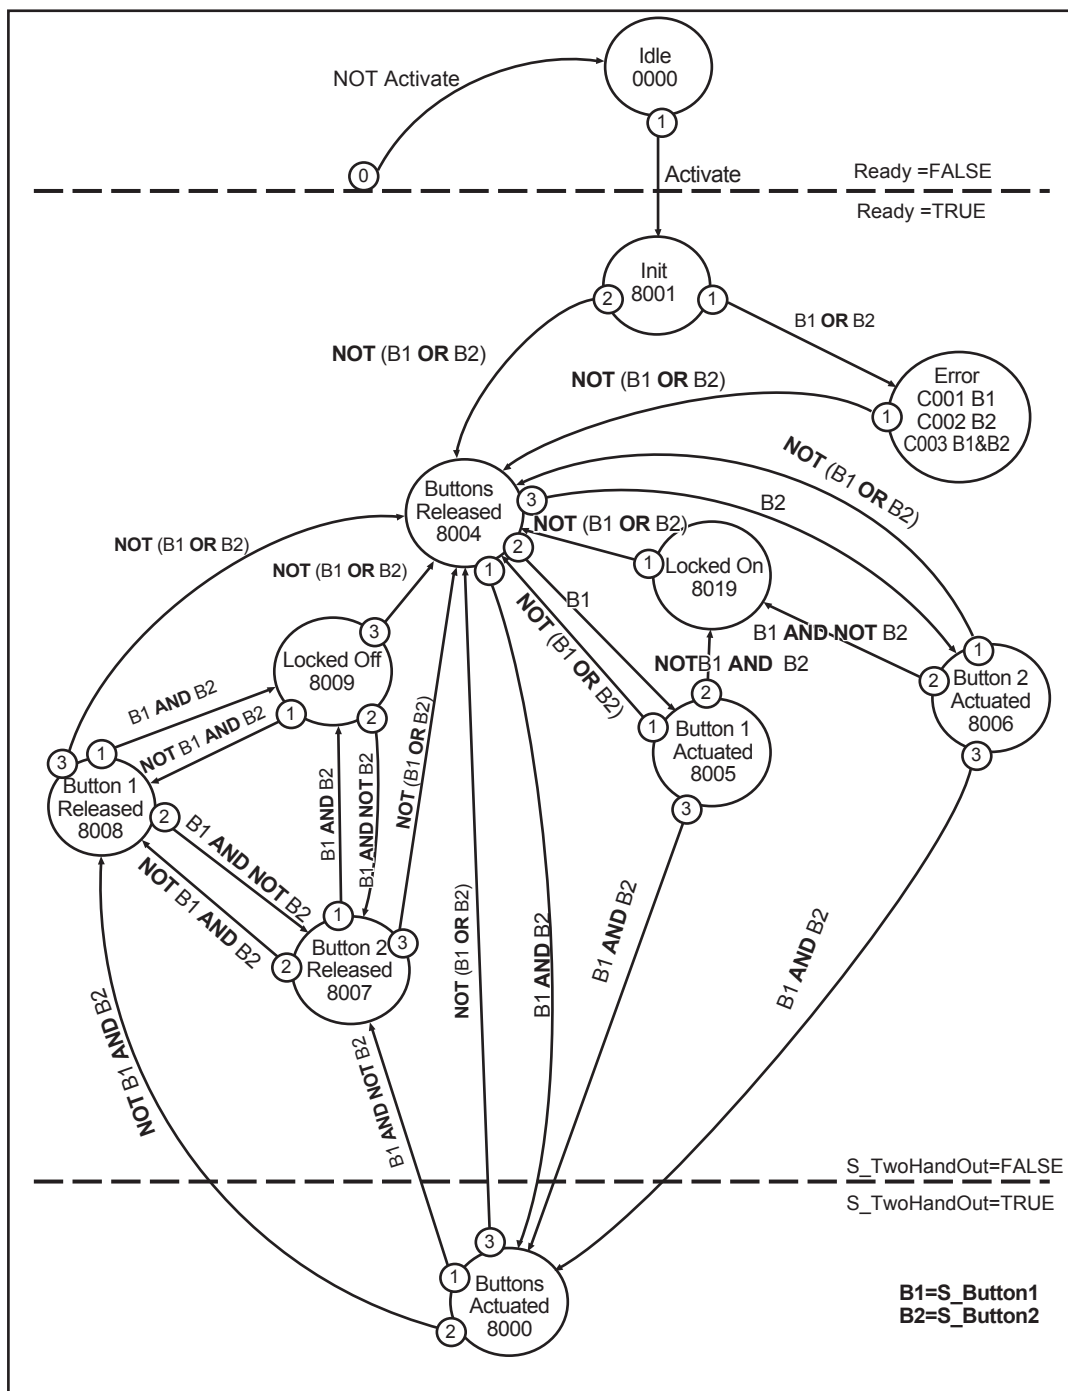 Idle
0000
1
NOT Activate
0
Activate
Ready =FALSE
Ready =TRUE
Init
8001
2
1
B1 OR B2
NOT (B1 OR B2)
NOT (B1 OR B2)
Error
C001 B1
C002 B2
C003 B1&B2
1
NOT (B1 OR B2)
Buttons
Released
8004
3
2
1
B2
NOT (B1 OR B2)
NOT (B1 OR B2)
NOT (B1 OR B2)
1
Locked On
8019
B1
NOT (B1 OR B2)
B1 AND NOT B2
NOTB1 AND B2
3
Locked Off
8009
1
2
B1 AND B2
NOT B1 AND B2
2
1
Button 1
Actuated
8005
3
1
2
Button 2
Actuated
8006
3
3
1
Button 1
Released
8008
2
B1 AND NOT B2
NOT B1 AND B2
B1 AND B2
B1 AND NOT B2
NOT (B1 OR B2)
1
3
2
Button 2
Released
8007
NOT (B1 OR B2)
B1 AND B2
B1 AND B2
B1 AND B2
NOT B1 AND B2
B1 AND NOT B2
S_TwoHandOut=FALSE
S_TwoHandOut=TRUE
3
1
2
Buttons
Actuated
8000
B1=S_Button1
B2=S_Button2